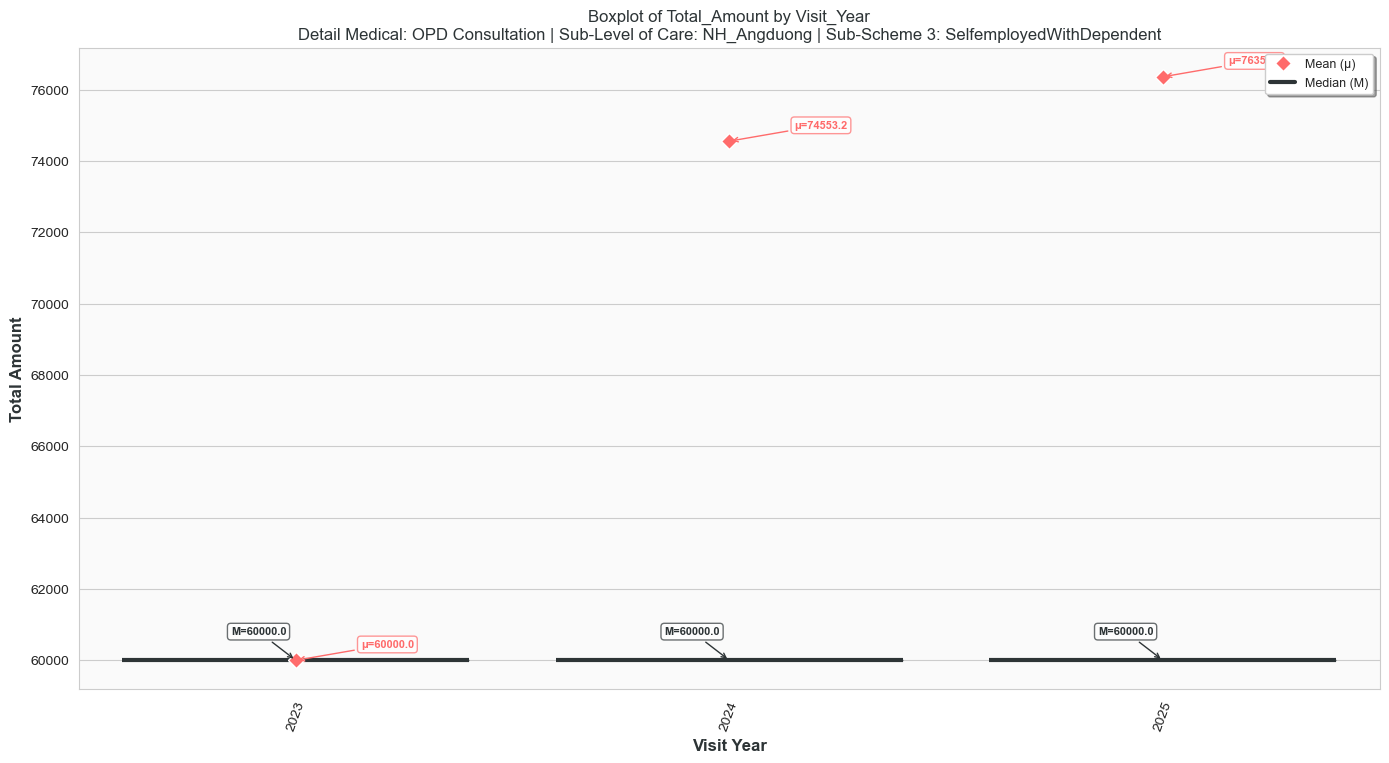 Boxplot of Total_Amount by Visit_Year
Detail Medical: OPD Consultation | Sub-Level of Care: NH_Angduong | Sub-Scheme 3: SelfemployedWithDependent
Mean (μ)
Median (M)
μ=74553.2
M=60000.0
μ=60000.0
M=60000.0
M=60000.0
76000
74000
72000
70000
68000
66000
64000
62000
60000
Total Amount
2023
2024
2025
Visit Year